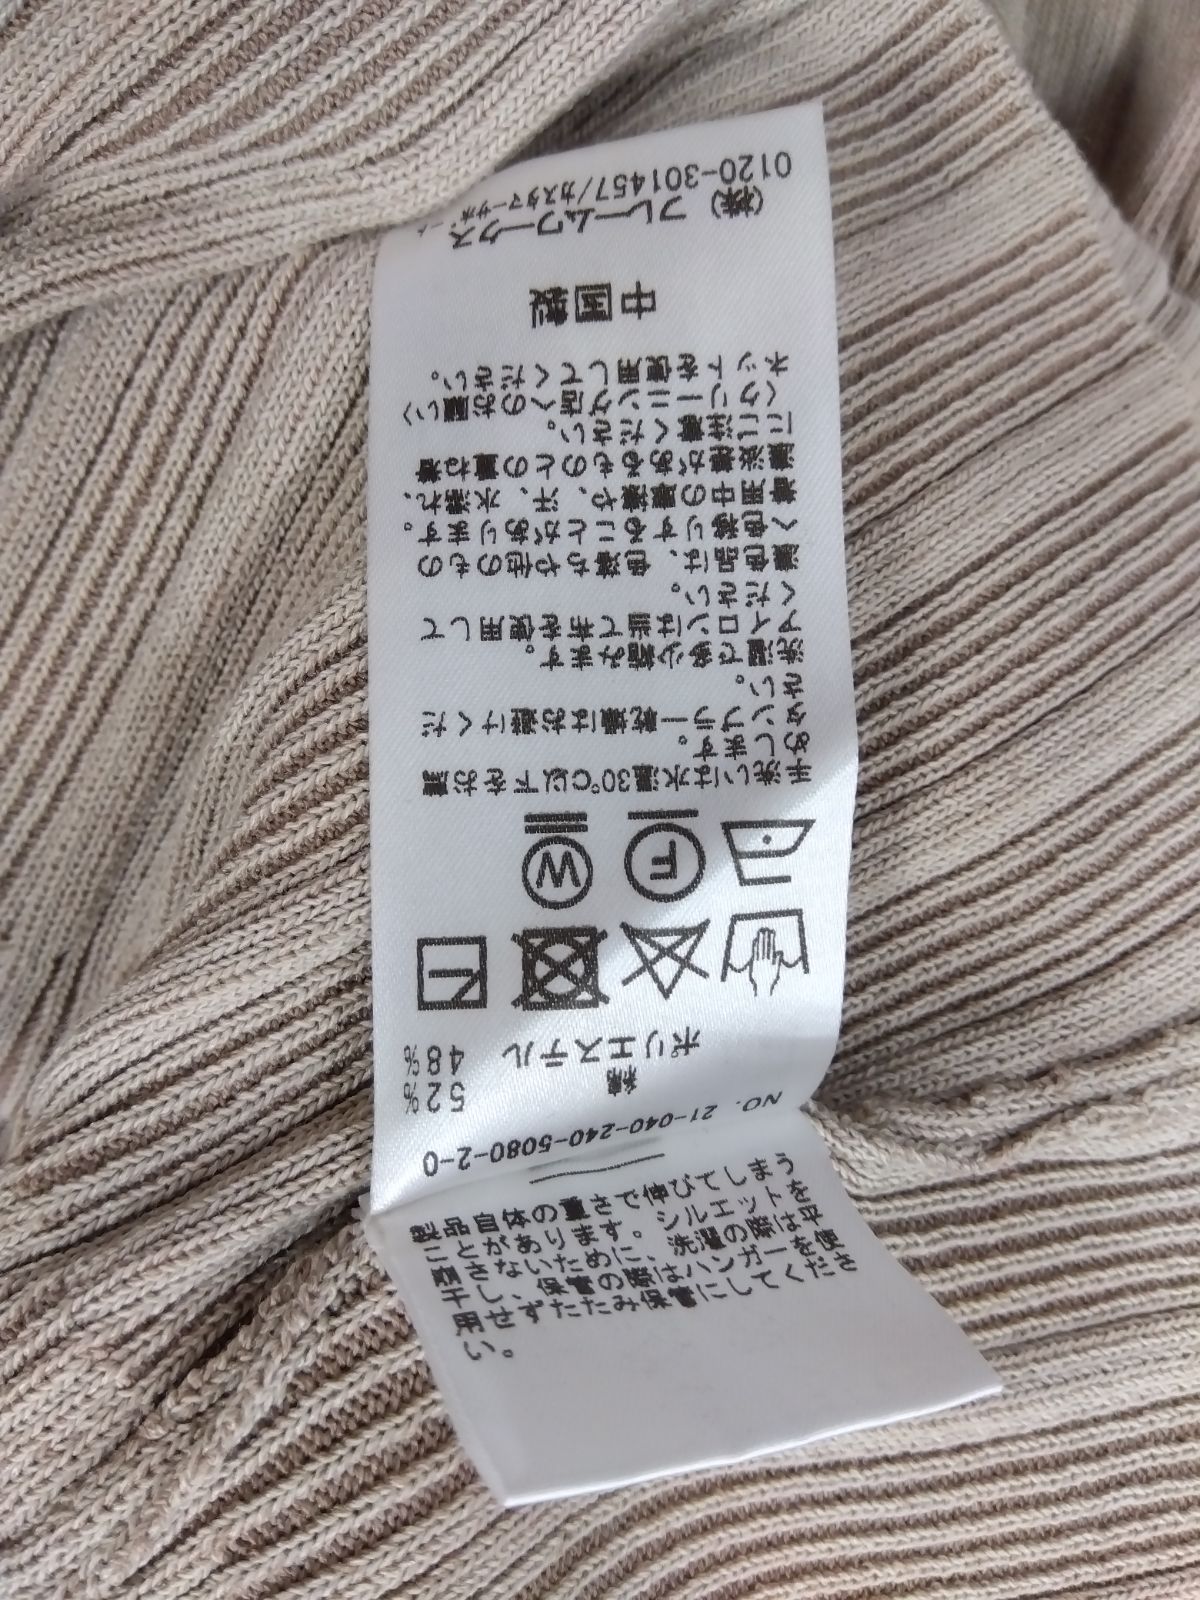 NO. 21-040-240-5080-2-0
綿 52%
ポリエステル 48%
F
W
手洗いは水温30℃以下をお薦
めします。
タンブラー乾燥はお避けくだ
さい。
洗濯で多少縮みます。
アイロンは当て布を使用して
ください。
濃色品は、色落ちや他のもの
へ色移りすることがあります。
着用中の摩擦や、汗、水濡れ、
濃淡差があるものとの重ね着
にご注意ください。
〈クリーニング店へのお願い〉
ネットを使用してください。
中国製
(株) フレームワークス
0120-301457/カスタマーサポート
製品自体の重さで伸びてしまう
ことがあります。シルエットを
崩さないために、洗濯の際は平
干し、保管の際はハンガーを使
用せずたたみ保管にしてくださ
い。